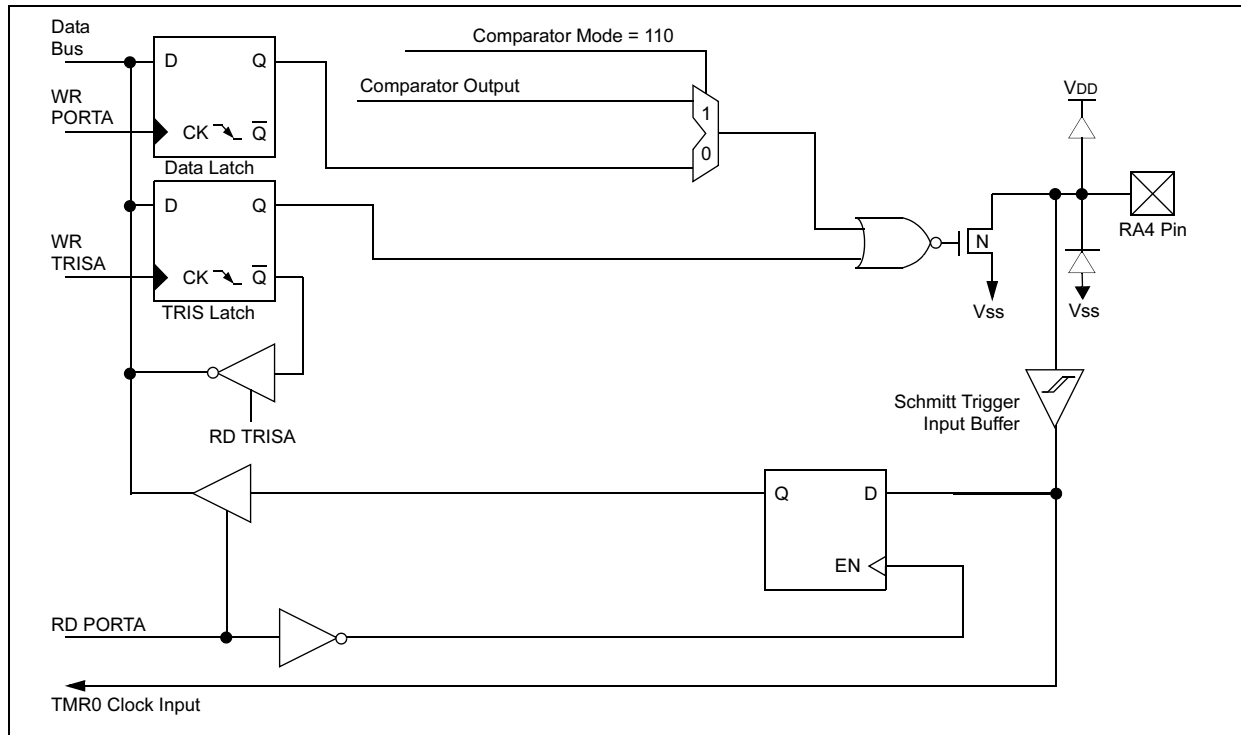 Data
Bus
D Q
Comparator Mode = 110
Comparator Output
WR
PORTA
CK Q̅
Data Latch
1
0
VDD
D Q
N
RA4 Pin
WR
TRISA
CK Q̅
TRIS Latch
Vss
Vss
RD TRISA
Schmitt Trigger
Input Buffer
Q D
EN
RD PORTA
TMR0 Clock Input